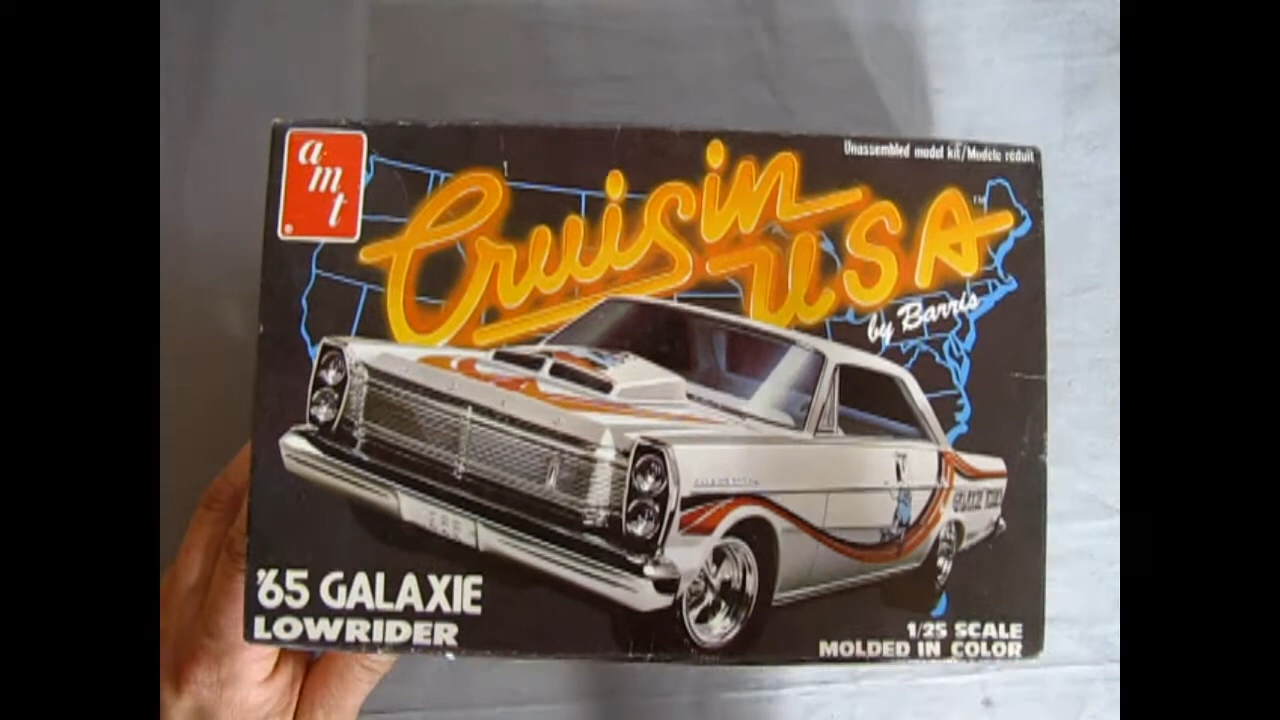 amt
®
Unassembled model kit/Modele reduit
Cruisin
USA
by Barris
'65 GALAXIE
LOWRIDER
1/25 SCALE
MOLDED IN COLOR